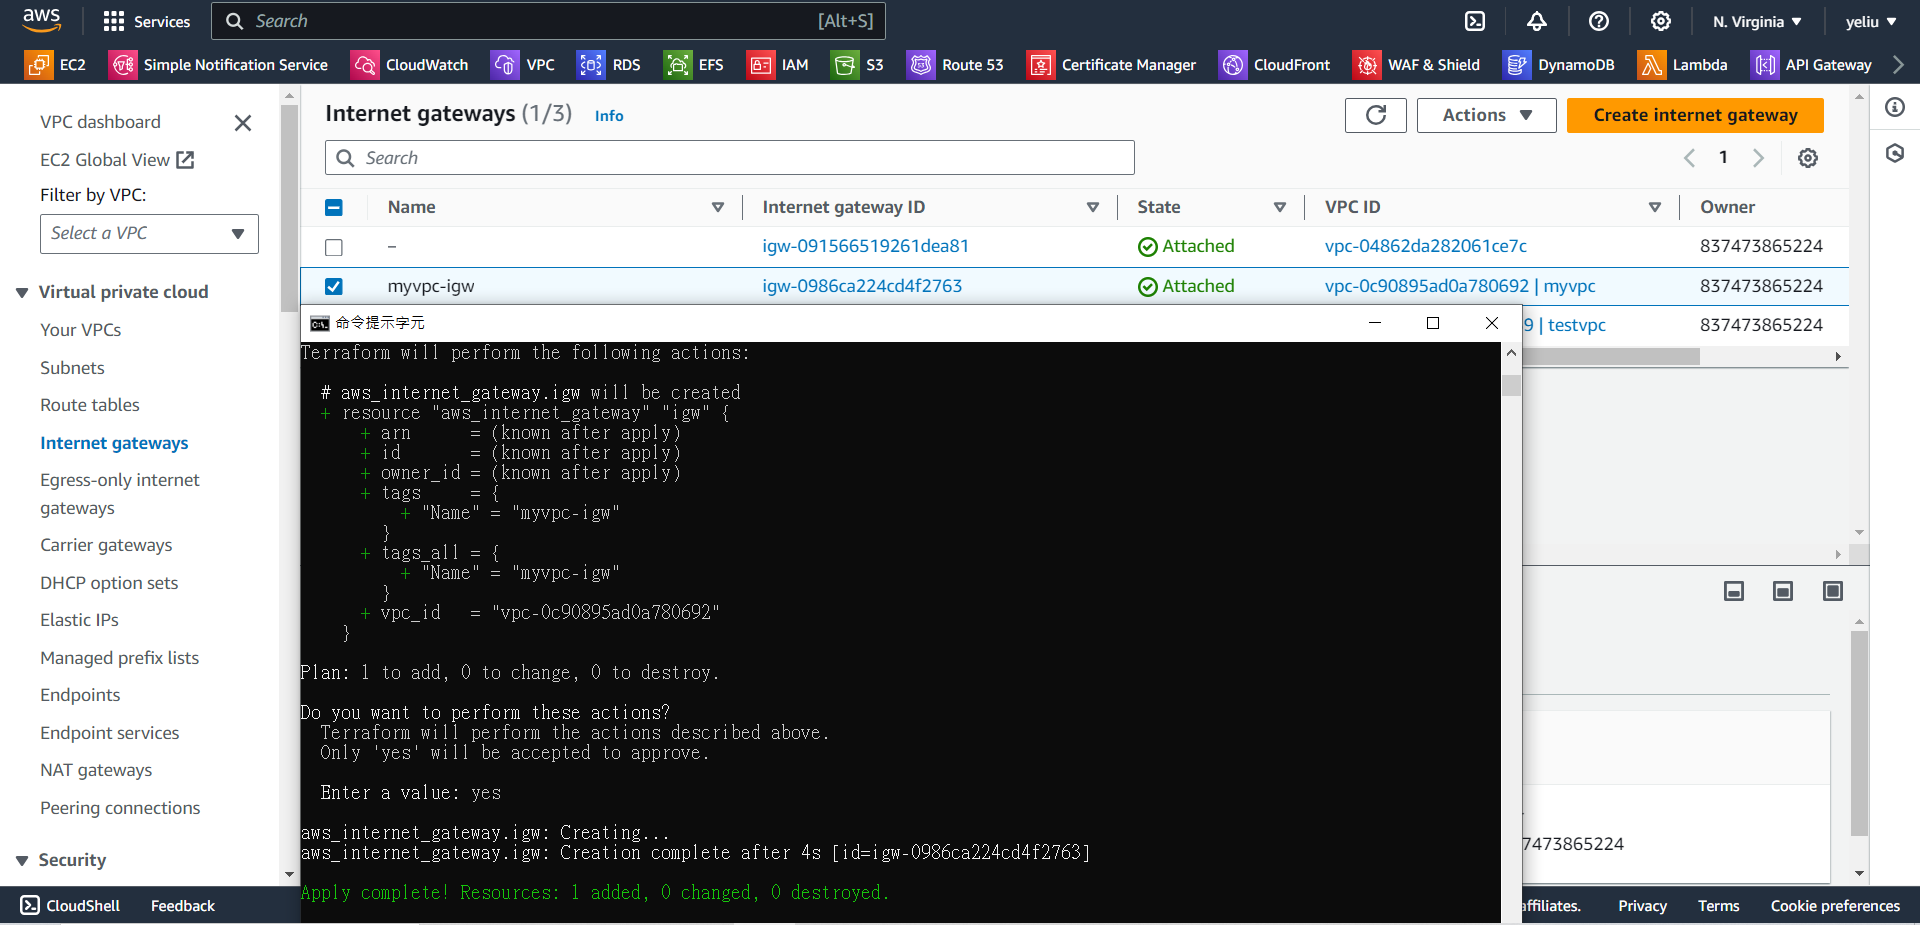 aws
Services
Search
[Alt+S]
N. Virginia
yeliu
EC2
Simple Notification Service
CloudWatch
VPC
RDS
EFS
IAM
S3
Route 53
Certificate Manager
CloudFront
WAF & Shield
DynamoDB
Lambda
API Gateway
VPC dashboard
EC2 Global View
Filter by VPC:
Select a VPC
Virtual private cloud
Your VPCs
Subnets
Route tables
Internet gateways
Egress-only internet
gateways
Carrier gateways
DHCP option sets
Elastic IPs
Managed prefix lists
Endpoints
Endpoint services
NAT gateways
Peering connections
Security
Internet gateways (1/3) Info
Actions
Create internet gateway
Search
1
Name Internet gateway ID State VPC ID Owner
– igw-091566519261dea81 Attached vpc-04862da282061ce7c 837473865224
myvpc-igw igw-0986ca224cd4f2763 Attached vpc-0c90895ad0a780692 | myvpc 837473865224
9 | testvpc 837473865224
命令提示字元
Terraform will perform the following actions:
# aws_internet_gateway.igw will be created
+ resource "aws_internet_gateway" "igw" {
+ arn = (known after apply)
+ id = (known after apply)
+ owner_id = (known after apply)
+ tags = {
+ "Name" = "myvpc-igw"
}
+ tags_all = {
+ "Name" = "myvpc-igw"
}
+ vpc_id = "vpc-0c90895ad0a780692"
}
Plan: 1 to add, 0 to change, 0 to destroy.
Do you want to perform these actions?
Terraform will perform the actions described above.
Only 'yes' will be accepted to approve.
Enter a value: yes
aws_internet_gateway.igw: Creating...
aws_internet_gateway.igw: Creation complete after 4s [id=igw-0986ca224cd4f2763]
Apply complete! Resources: 1 added, 0 changed, 0 destroyed.
7473865224
CloudShell
Feedback
affiliates.
Privacy
Terms
Cookie preferences